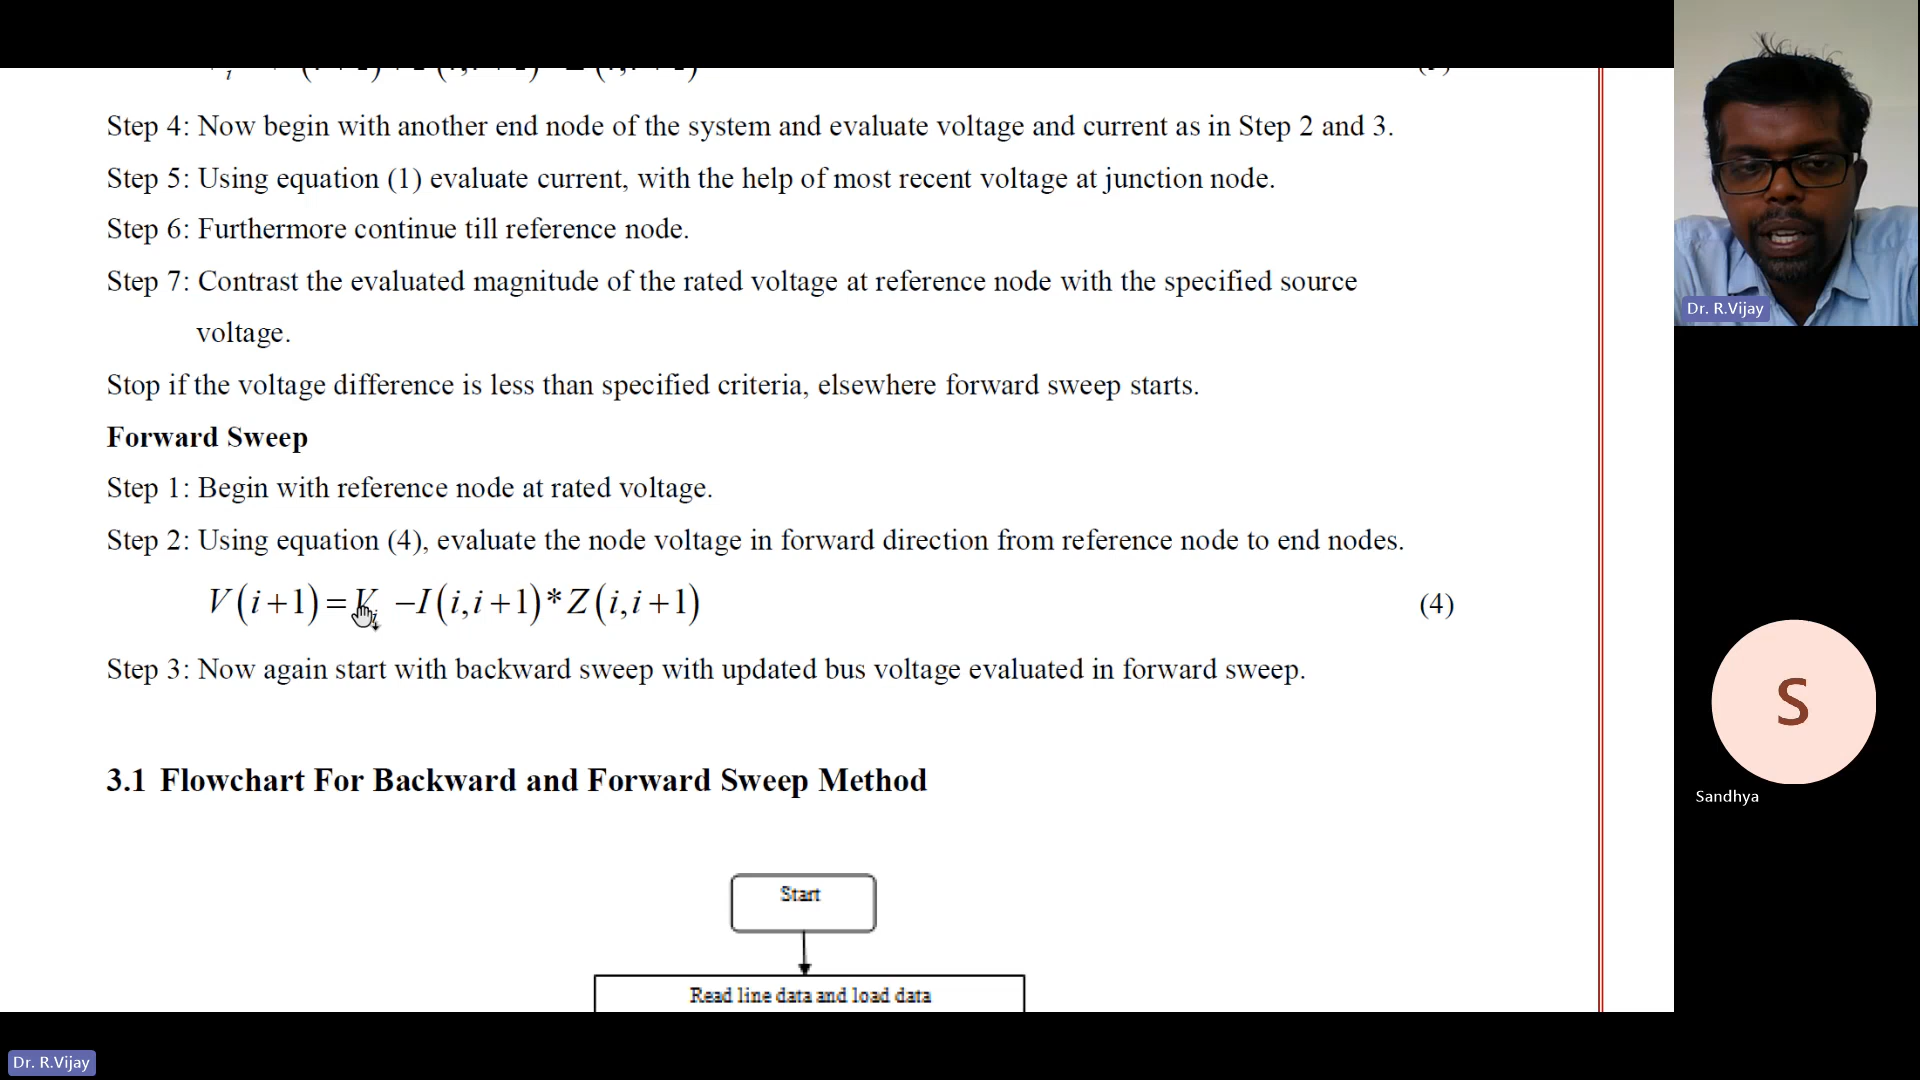 Step 4: Now begin with another end node of the system and evaluate voltage and current as in Step 2 and 3.
Step 5: Using equation (1) evaluate current, with the help of most recent voltage at junction node.
Step 6: Furthermore continue till reference node.
Step 7: Contrast the evaluated magnitude of the rated voltage at reference node with the specified source
voltage.
Stop if the voltage difference is less than specified criteria, elsewhere forward sweep starts.
Forward Sweep
Step 1: Begin with reference node at rated voltage.
Step 2: Using equation (4), evaluate the node voltage in forward direction from reference node to end nodes.
V(i+1)=V_i −I(i,i+1)*Z(i,i+1) (4)
Step 3: Now again start with backward sweep with updated bus voltage evaluated in forward sweep.
3.1 Flowchart For Backward and Forward Sweep Method
Start
Read line data and load data
Dr. R.Vijay
S
Sandhya
Dr. R.Vijay